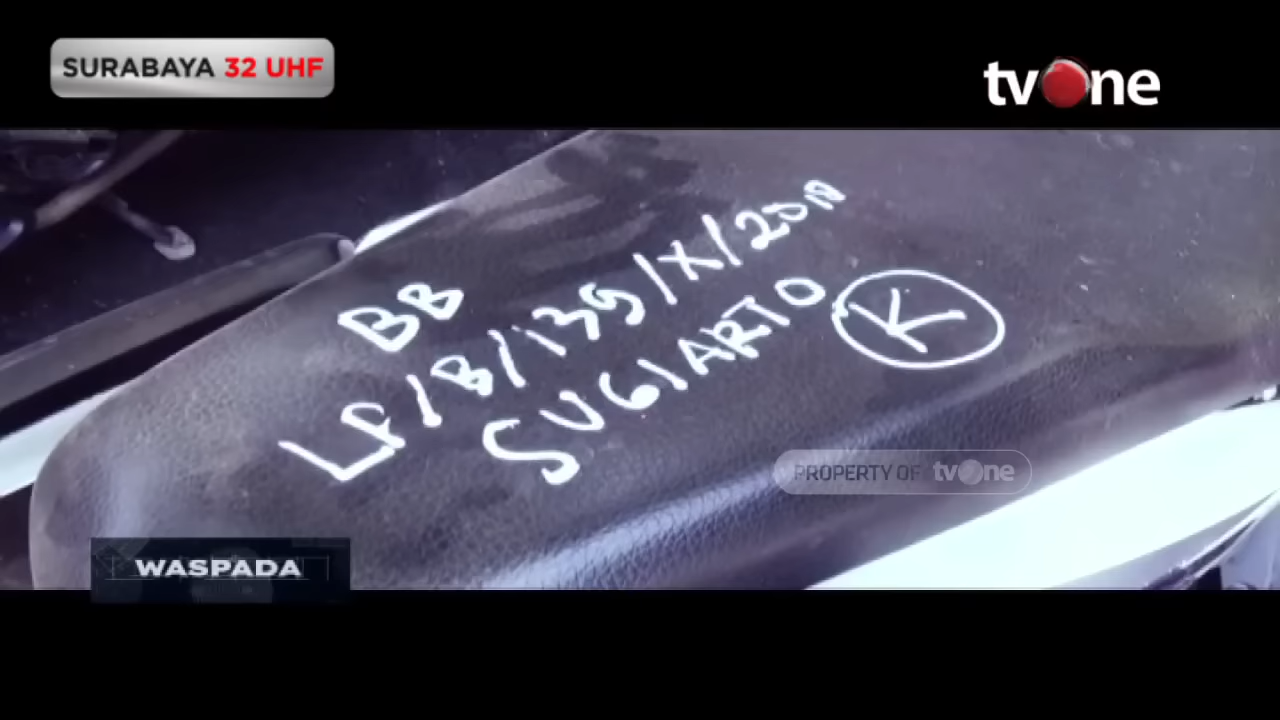 SURABAYA 32 UHF
tvOne
BB
LP/B/139/X/20
SUGIARTO K
PROPERTY OF tvOne
WASPADA